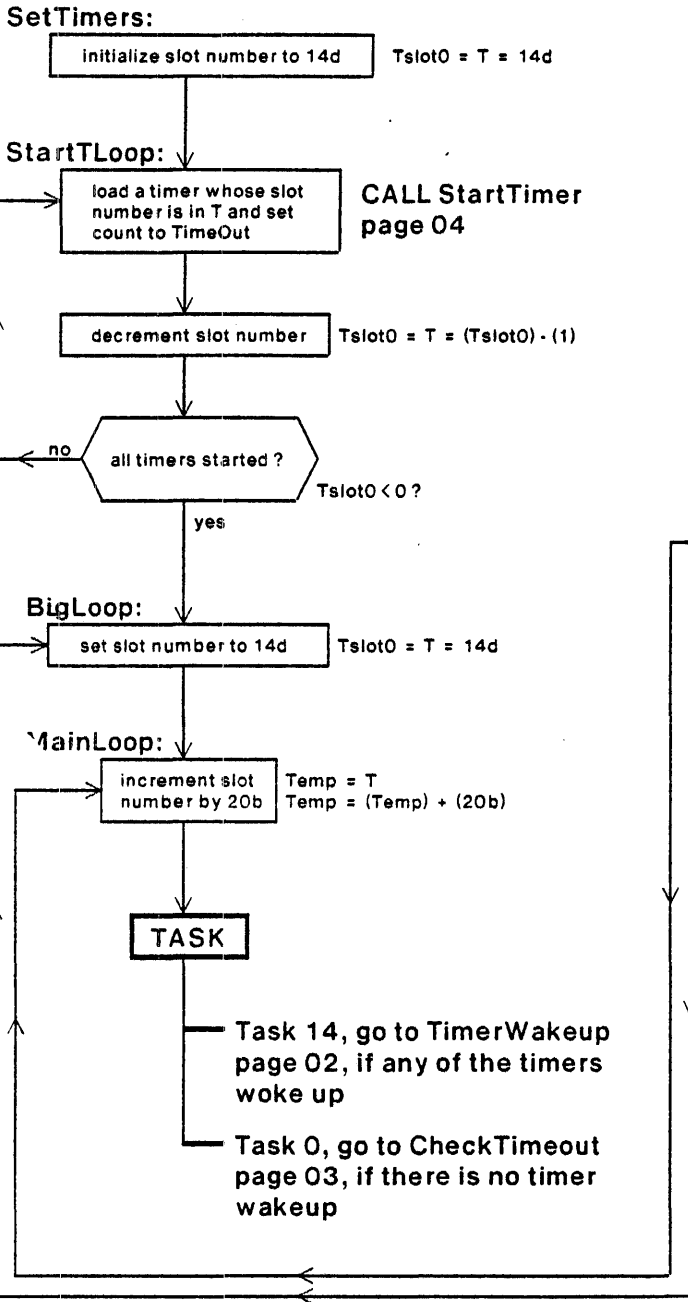 SetTimers:
initialize slot number to 14d
Tslot0 = T = 14d
StartTLoop:
load a timer whose slot
number is in T and set
count to TimeOut
CALL StartTimer
page 04
decrement slot number
Tslot0 = T = (Tslot0) - (1)
no
all timers started ?
Tslot0 < 0 ?
yes
BigLoop:
set slot number to 14d
Tslot0 = T = 14d
MainLoop:
increment slot
number by 20b
Temp = T
Temp = (Temp) + (20b)
TASK
Task 14, go to TimerWakeup
page 02, if any of the timers
woke up
Task 0, go to CheckTimeout
page 03, if there is no timer
wakeup